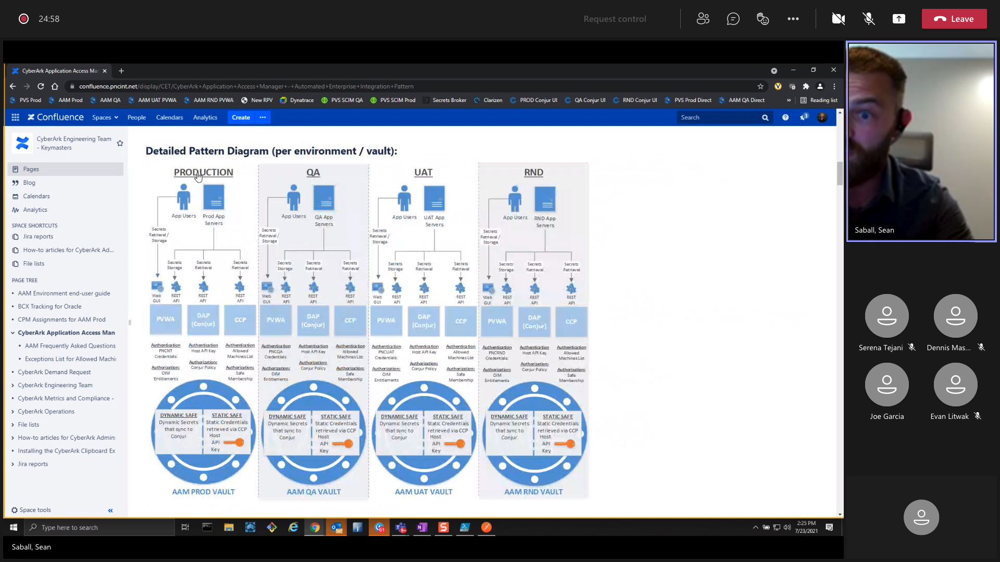 24:58
Request control
Leave
CyberArk Application Access Ma
confluence.pncint.net/display/CET/CyberArk+Application+Access+Manager+-+Automated+Enterprise+Integration+Pattern
PVS Prod AAM Prod AAM QA AAM UAT PVWA AAM RND PVWA New RPV Dynatrace PVS SCIM QA PVS SCIM Prod Secrets Broker Clarizen PROD Conjur UI QA Conjur UI RND Conjur UI PVS Prod Direct AAM QA Direct » Reading list
Confluence Spaces People Calendars Analytics Create ••• Search 3
CyberArk Engineering Team
- Keymasters
Pages
Blog
Calendars
Analytics
SPACE SHORTCUTS
Jira reports
How-to articles for CyberArk Ad...
File lists
PAGE TREE
AAM Environment end-user guide
BCX Tracking for Oracle
CPM Assignments for AAM Prod
CyberArk Application Access Man
AAM Frequently Asked Questions
Exceptions List for Allowed Machi
CyberArk Demand Request
CyberArk Engineering Team
CyberArk Metrics and Compliance -
CyberArk Operations
File lists
How-to articles for CyberArk Admin
Installing the CyberArk Clipboard Ex
Jira reports
Space tools «
Detailed Pattern Diagram (per environment / vault):
PRODUCTION
App Users
Prod App
Servers
Secrets
Retrieval /
Storage
Secrets
Storage
Secrets
Retrieval
Secrets
Retrieval
Web
GUI
REST
API
REST
API
REST
API
PVWA
DAP
(Conjur)
CCP
Authentication
PNCNT
Credentials:
Authorization:
OIM
Entitlements
Authentication
Host API Key
Authorization:
Conjur Policy
Authentication
Allowed
Machines List
Authorization:
Safe
Membership
DYNAMIC SAFE
Dynamic Secrets
that sync to
Conjur
STATIC SAFE
Static Credentials
retrieved via CCP
Host
API
Key
AAM PROD VAULT
QA
App Users
QA App
Servers
Secrets
Retrieval /
Storage
Secrets
Storage
Secrets
Retrieval
Secrets
Retrieval
Web
GUI
REST
API
REST
API
REST
API
PVWA
DAP
(Conjur)
CCP
Authentication
PNCQA
Credentials:
Authorization:
OIM
Entitlements
Authentication
Host API Key
Authorization:
Conjur Policy
Authentication
Allowed
Machines List
Authorization:
Safe
Membership
DYNAMIC SAFE
Dynamic Secrets
that sync to
Conjur
STATIC SAFE
Static Credentials
retrieved via CCP
Host
API
Key
AAM QA VAULT
UAT
App Users
UAT App
Servers
Secrets
Retrieval /
Storage
Secrets
Storage
Secrets
Retrieval
Secrets
Retrieval
Web
GUI
REST
API
REST
API
REST
API
PVWA
DAP
(Conjur)
CCP
Authentication
PNCUAT
Credentials:
Authorization:
OIM
Entitlements
Authentication
Host API Key
Authorization:
Conjur Policy
Authentication
Allowed
Machines List
Authorization:
Safe
Membership
DYNAMIC SAFE
Dynamic Secrets
that sync to
Conjur
STATIC SAFE
Static Credentials
retrieved via CCP
Host
API
Key
AAM UAT VAULT
RND
App Users
RND App
Servers
Secrets
Retrieval /
Storage
Secrets
Storage
Secrets
Retrieval
Secrets
Retrieval
Web
GUI
REST
API
REST
API
REST
API
PVWA
DAP
(Conjur)
CCP
Authentication
PNCRND
Credentials:
Authorization:
OIM
Entitlements
Authentication
Host API Key
Authorization:
Conjur Policy
Authentication
Allowed
Machines List
Authorization:
Safe
Membership
DYNAMIC SAFE
Dynamic Secrets
that sync to
Conjur
STATIC SAFE
Static Credentials
retrieved via CCP
Host
API
Key
AAM RND VAULT
Saball, Sean
Serena Tejani
Dennis Mas...
Joe Garcia
Evan Litwak
Type here to search
61
9+
2:25 PM
7/23/2021
Saball, Sean